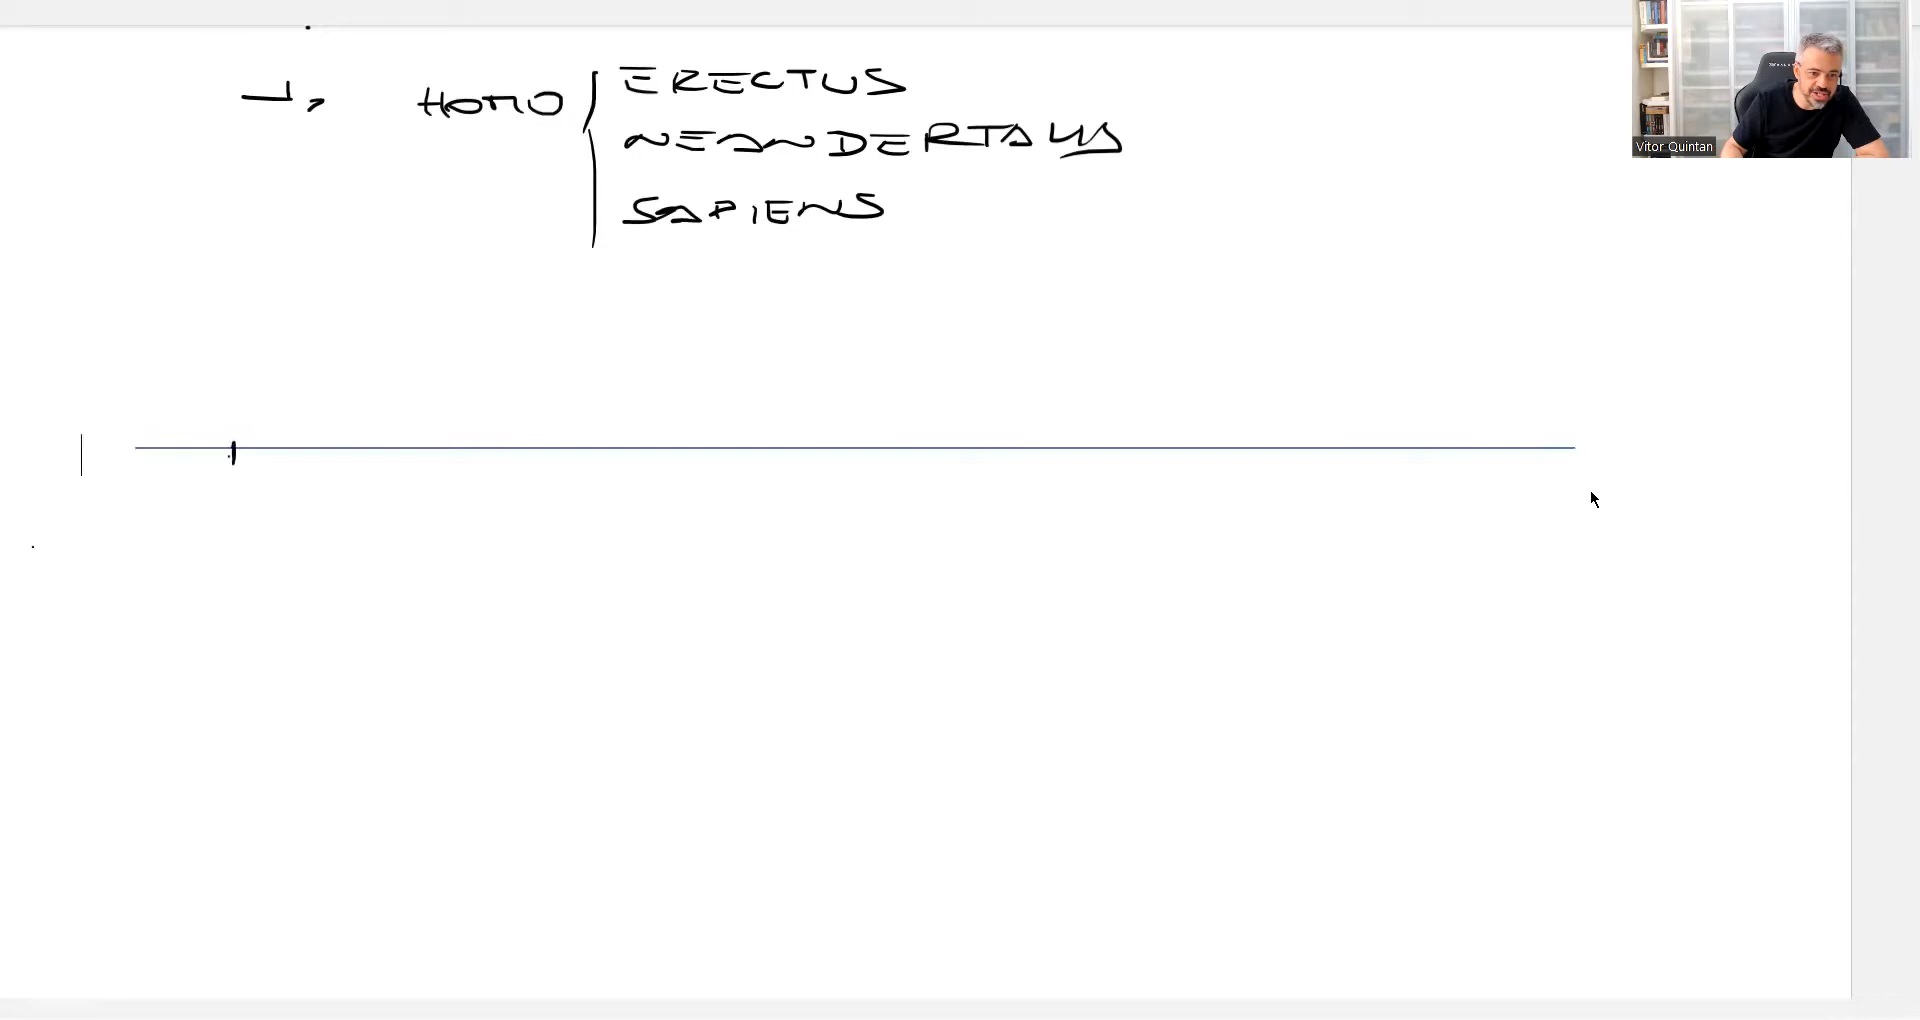 HOMO
ERECTUS
NEANDERTALIS
SAPIENS
Vitor Quintan